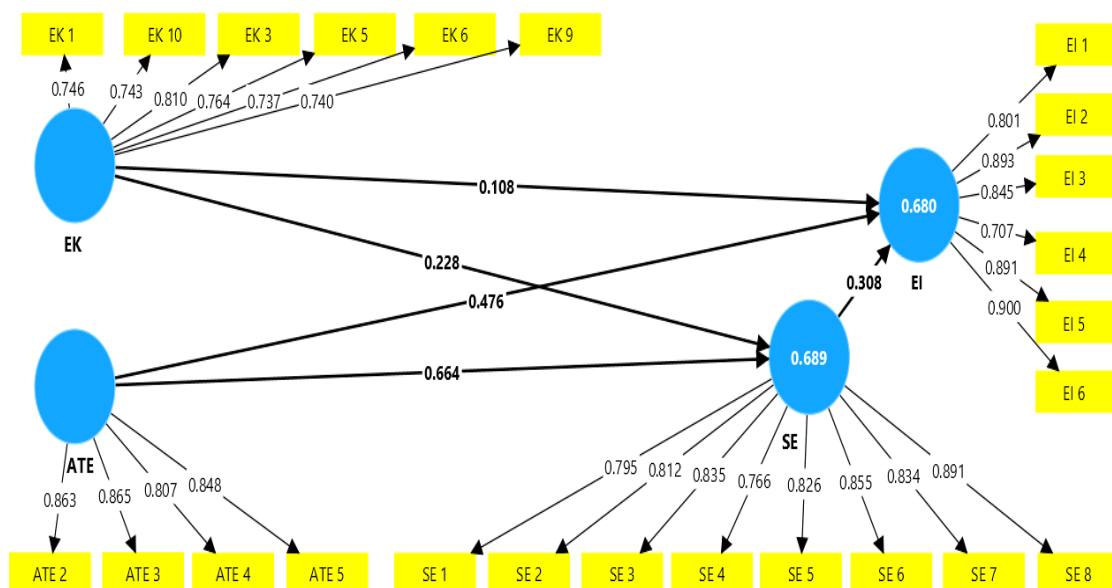 EK 1
EK 10
EK 3
EK 5
EK 6
EK 9
0.746
0.743
0.810
0.764
0.737
0.740
EK
EI 1
EI 2
EI 3
EI 4
EI 5
EI 6
0.801
0.893
0.845
0.707
0.891
0.900
0.108
0.680
EI
0.228
0.476
0.308
0.664
0.689
SE
ATE
0.863
0.865
0.807
0.848
0.795
0.812
0.835
0.766
0.826
0.855
0.834
0.891
ATE 2
ATE 3
ATE 4
ATE 5
SE 1
SE 2
SE 3
SE 4
SE 5
SE 6
SE 7
SE 8